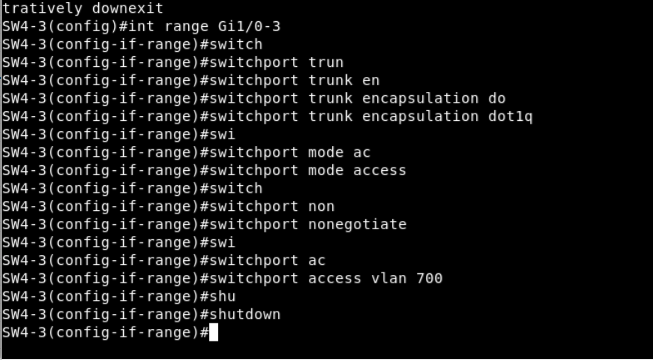 tratively downexit
SW4-3(config)#int range Gi1/0-3
SW4-3(config-if-range)#switch
SW4-3(config-if-range)#switchport trun
SW4-3(config-if-range)#switchport trunk en
SW4-3(config-if-range)#switchport trunk encapsulation do
SW4-3(config-if-range)#switchport trunk encapsulation dot1q
SW4-3(config-if-range)#swi
SW4-3(config-if-range)#switchport mode ac
SW4-3(config-if-range)#switchport mode access
SW4-3(config-if-range)#switch
SW4-3(config-if-range)#switchport non
SW4-3(config-if-range)#switchport nonegotiate
SW4-3(config-if-range)#swi
SW4-3(config-if-range)#switchport ac
SW4-3(config-if-range)#switchport access vlan 700
SW4-3(config-if-range)#shu
SW4-3(config-if-range)#shutdown
SW4-3(config-if-range)#